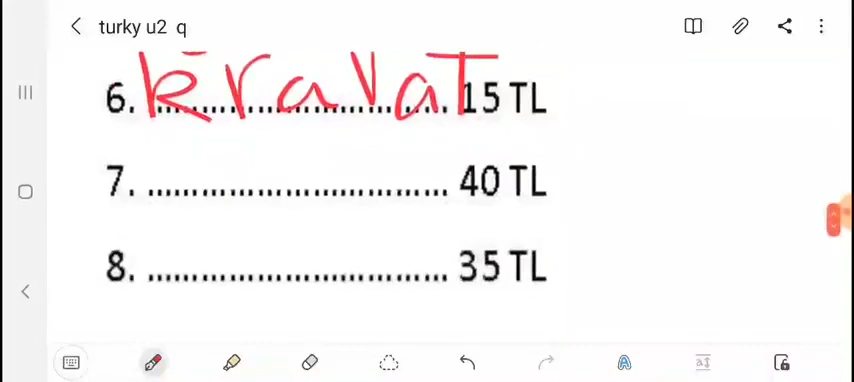 turky u2 q
6. kravat 15 TL
7. .............................. 40 TL
8. .............................. 35 TL